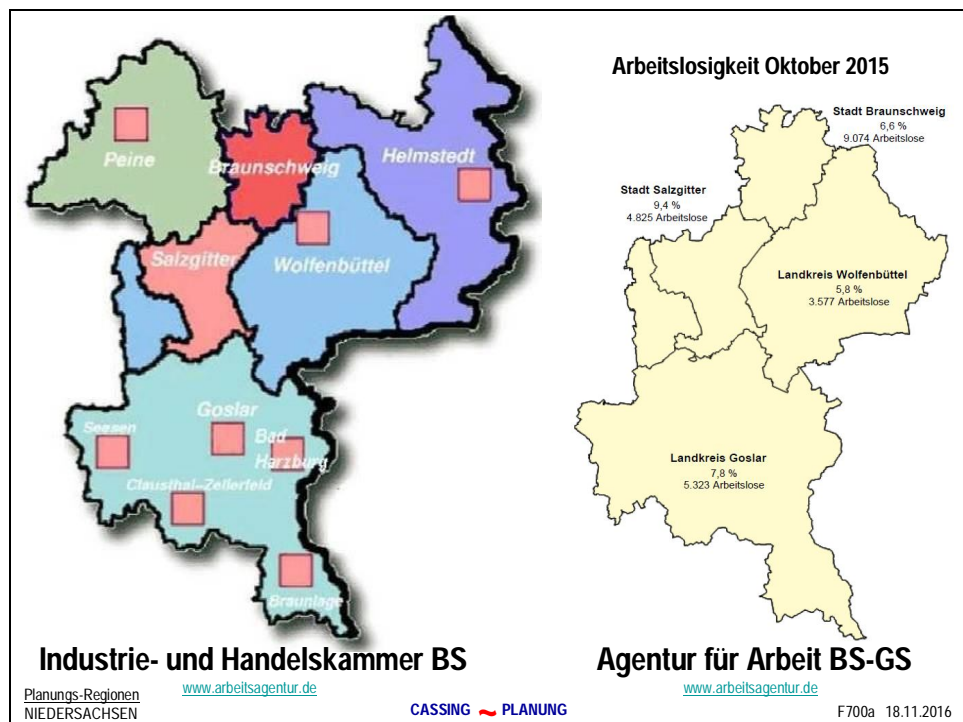 Peine
Braunschweig
Helmstedt
Salzgitter
Wolfenbüttel
Goslar
Seesen
Bad
Harzburg
Clausthal-Zellerfeld
Braunlage
Industrie- und Handelskammer BS
www.arbeitsagentur.de
Arbeitslosigkeit Oktober 2015
Stadt Braunschweig
6,6 %
9.074 Arbeitslose
Stadt Salzgitter
9,4 %
4.825 Arbeitslose
Landkreis Wolfenbüttel
5,8 %
3.577 Arbeitslose
Landkreis Goslar
7,8 %
5.323 Arbeitslose
Agentur für Arbeit BS-GS
www.arbeitsagentur.de
Planungs-Regionen
NIEDERSACHSEN
CASSING ~ PLANUNG
F700a 18.11.2016